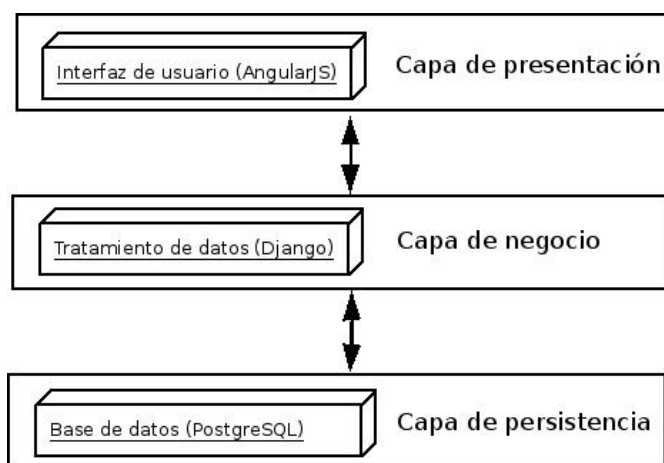 Interfaz de usuario (AngularJS)
Capa de presentación
Tratamiento de datos (Django)
Capa de negocio
Base de datos (PostgreSQL)
Capa de persistencia